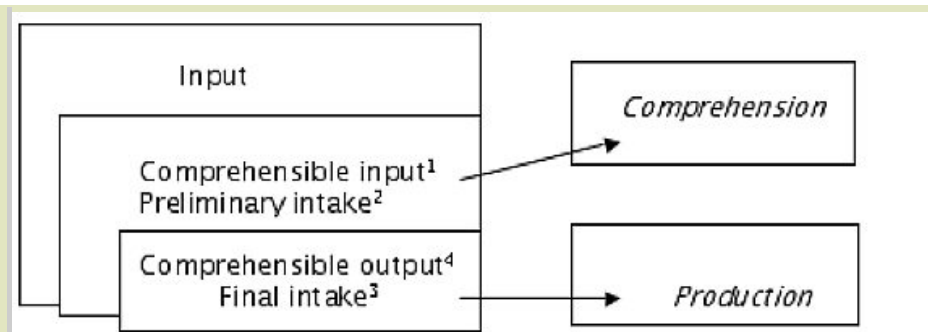 Input
Comprehension
Comprehensible input¹
Preliminary intake²
Comprehensible output⁴
Final intake³
Production